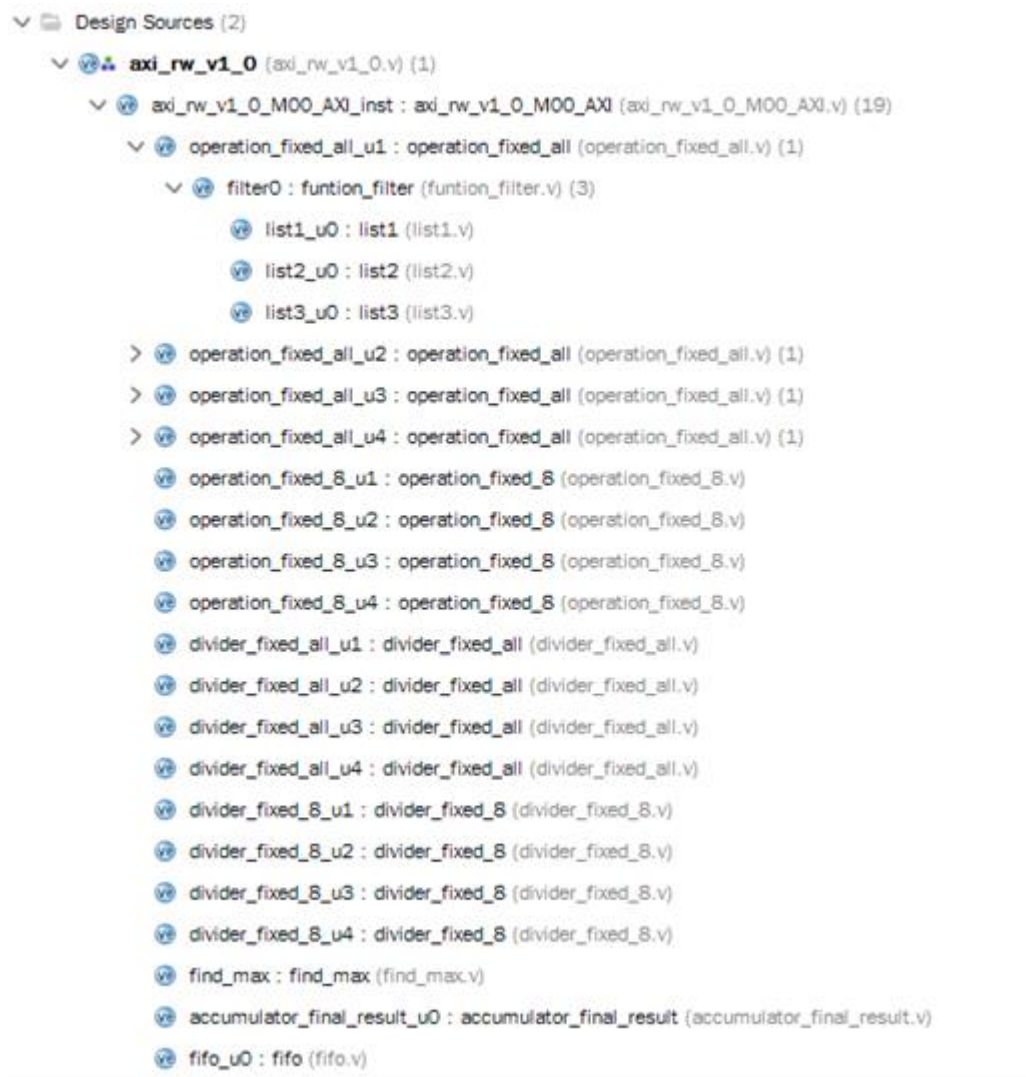 Design Sources (2)
axi_rw_v1_0 (axi_rw_v1_0.v) (1)
axi_rw_v1_0_M00_AXI_inst : axi_rw_v1_0_M00_AXI (axi_rw_v1_0_M00_AXI.v) (19)
operation_fixed_all_u1 : operation_fixed_all (operation_fixed_all.v) (1)
filter0 : funtion_filter (funtion_filter.v) (3)
list1_u0 : list1 (list1.v)
list2_u0 : list2 (list2.v)
list3_u0 : list3 (list3.v)
operation_fixed_all_u2 : operation_fixed_all (operation_fixed_all.v) (1)
operation_fixed_all_u3 : operation_fixed_all (operation_fixed_all.v) (1)
operation_fixed_all_u4 : operation_fixed_all (operation_fixed_all.v) (1)
operation_fixed_8_u1 : operation_fixed_8 (operation_fixed_8.v)
operation_fixed_8_u2 : operation_fixed_8 (operation_fixed_8.v)
operation_fixed_8_u3 : operation_fixed_8 (operation_fixed_8.v)
operation_fixed_8_u4 : operation_fixed_8 (operation_fixed_8.v)
divider_fixed_all_u1 : divider_fixed_all (divider_fixed_all.v)
divider_fixed_all_u2 : divider_fixed_all (divider_fixed_all.v)
divider_fixed_all_u3 : divider_fixed_all (divider_fixed_all.v)
divider_fixed_all_u4 : divider_fixed_all (divider_fixed_all.v)
divider_fixed_8_u1 : divider_fixed_8 (divider_fixed_8.v)
divider_fixed_8_u2 : divider_fixed_8 (divider_fixed_8.v)
divider_fixed_8_u3 : divider_fixed_8 (divider_fixed_8.v)
divider_fixed_8_u4 : divider_fixed_8 (divider_fixed_8.v)
find_max : find_max (find_max.v)
accumulator_final_result_u0 : accumulator_final_result (accumulator_final_result.v)
fifo_u0 : fifo (fifo.v)